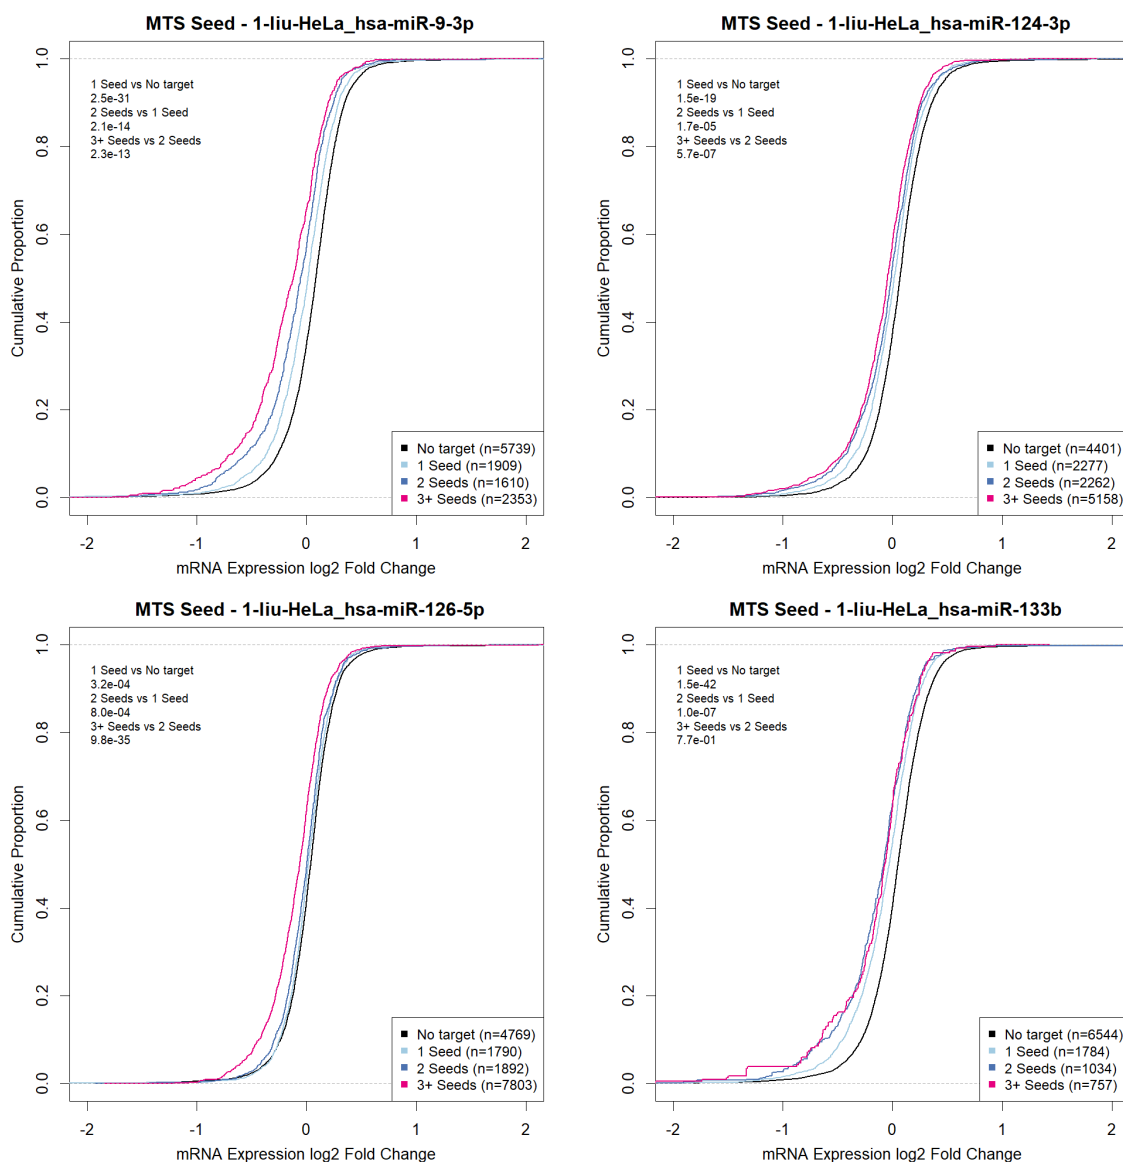 MTS Seed - 1-liu-HeLa_hsa-miR-9-3p
1 Seed vs No target
2.5e-31
2 Seeds vs 1 Seed
2.1e-14
3+ Seeds vs 2 Seeds
2.3e-13
Cumulative Proportion
0.0
0.2
0.4
0.6
0.8
1.0
No target (n=5739)
1 Seed (n=1909)
2 Seeds (n=1610)
3+ Seeds (n=2353)
-2 -1 0 1 2
mRNA Expression log2 Fold Change
MTS Seed - 1-liu-HeLa_hsa-miR-124-3p
1 Seed vs No target
1.5e-19
2 Seeds vs 1 Seed
1.7e-05
3+ Seeds vs 2 Seeds
5.7e-07
Cumulative Proportion
0.0
0.2
0.4
0.6
0.8
1.0
No target (n=4401)
1 Seed (n=2277)
2 Seeds (n=2262)
3+ Seeds (n=5158)
-2 -1 0 1 2
mRNA Expression log2 Fold Change
MTS Seed - 1-liu-HeLa_hsa-miR-126-5p
1 Seed vs No target
3.2e-04
2 Seeds vs 1 Seed
8.0e-04
3+ Seeds vs 2 Seeds
9.8e-35
Cumulative Proportion
0.0
0.2
0.4
0.6
0.8
1.0
No target (n=4769)
1 Seed (n=1790)
2 Seeds (n=1892)
3+ Seeds (n=7803)
-2 -1 0 1 2
mRNA Expression log2 Fold Change
MTS Seed - 1-liu-HeLa_hsa-miR-133b
1 Seed vs No target
1.5e-42
2 Seeds vs 1 Seed
1.0e-07
3+ Seeds vs 2 Seeds
7.7e-01
Cumulative Proportion
0.0
0.2
0.4
0.6
0.8
1.0
No target (n=6544)
1 Seed (n=1784)
2 Seeds (n=1034)
3+ Seeds (n=757)
-2 -1 0 1 2
mRNA Expression log2 Fold Change